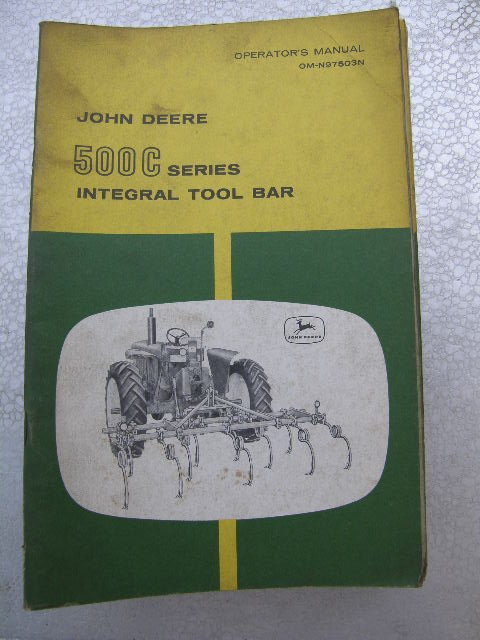 OPERATOR'S MANUAL
OM-N97503N
JOHN DEERE
500C SERIES
INTEGRAL TOOL BAR
JOHN DEERE